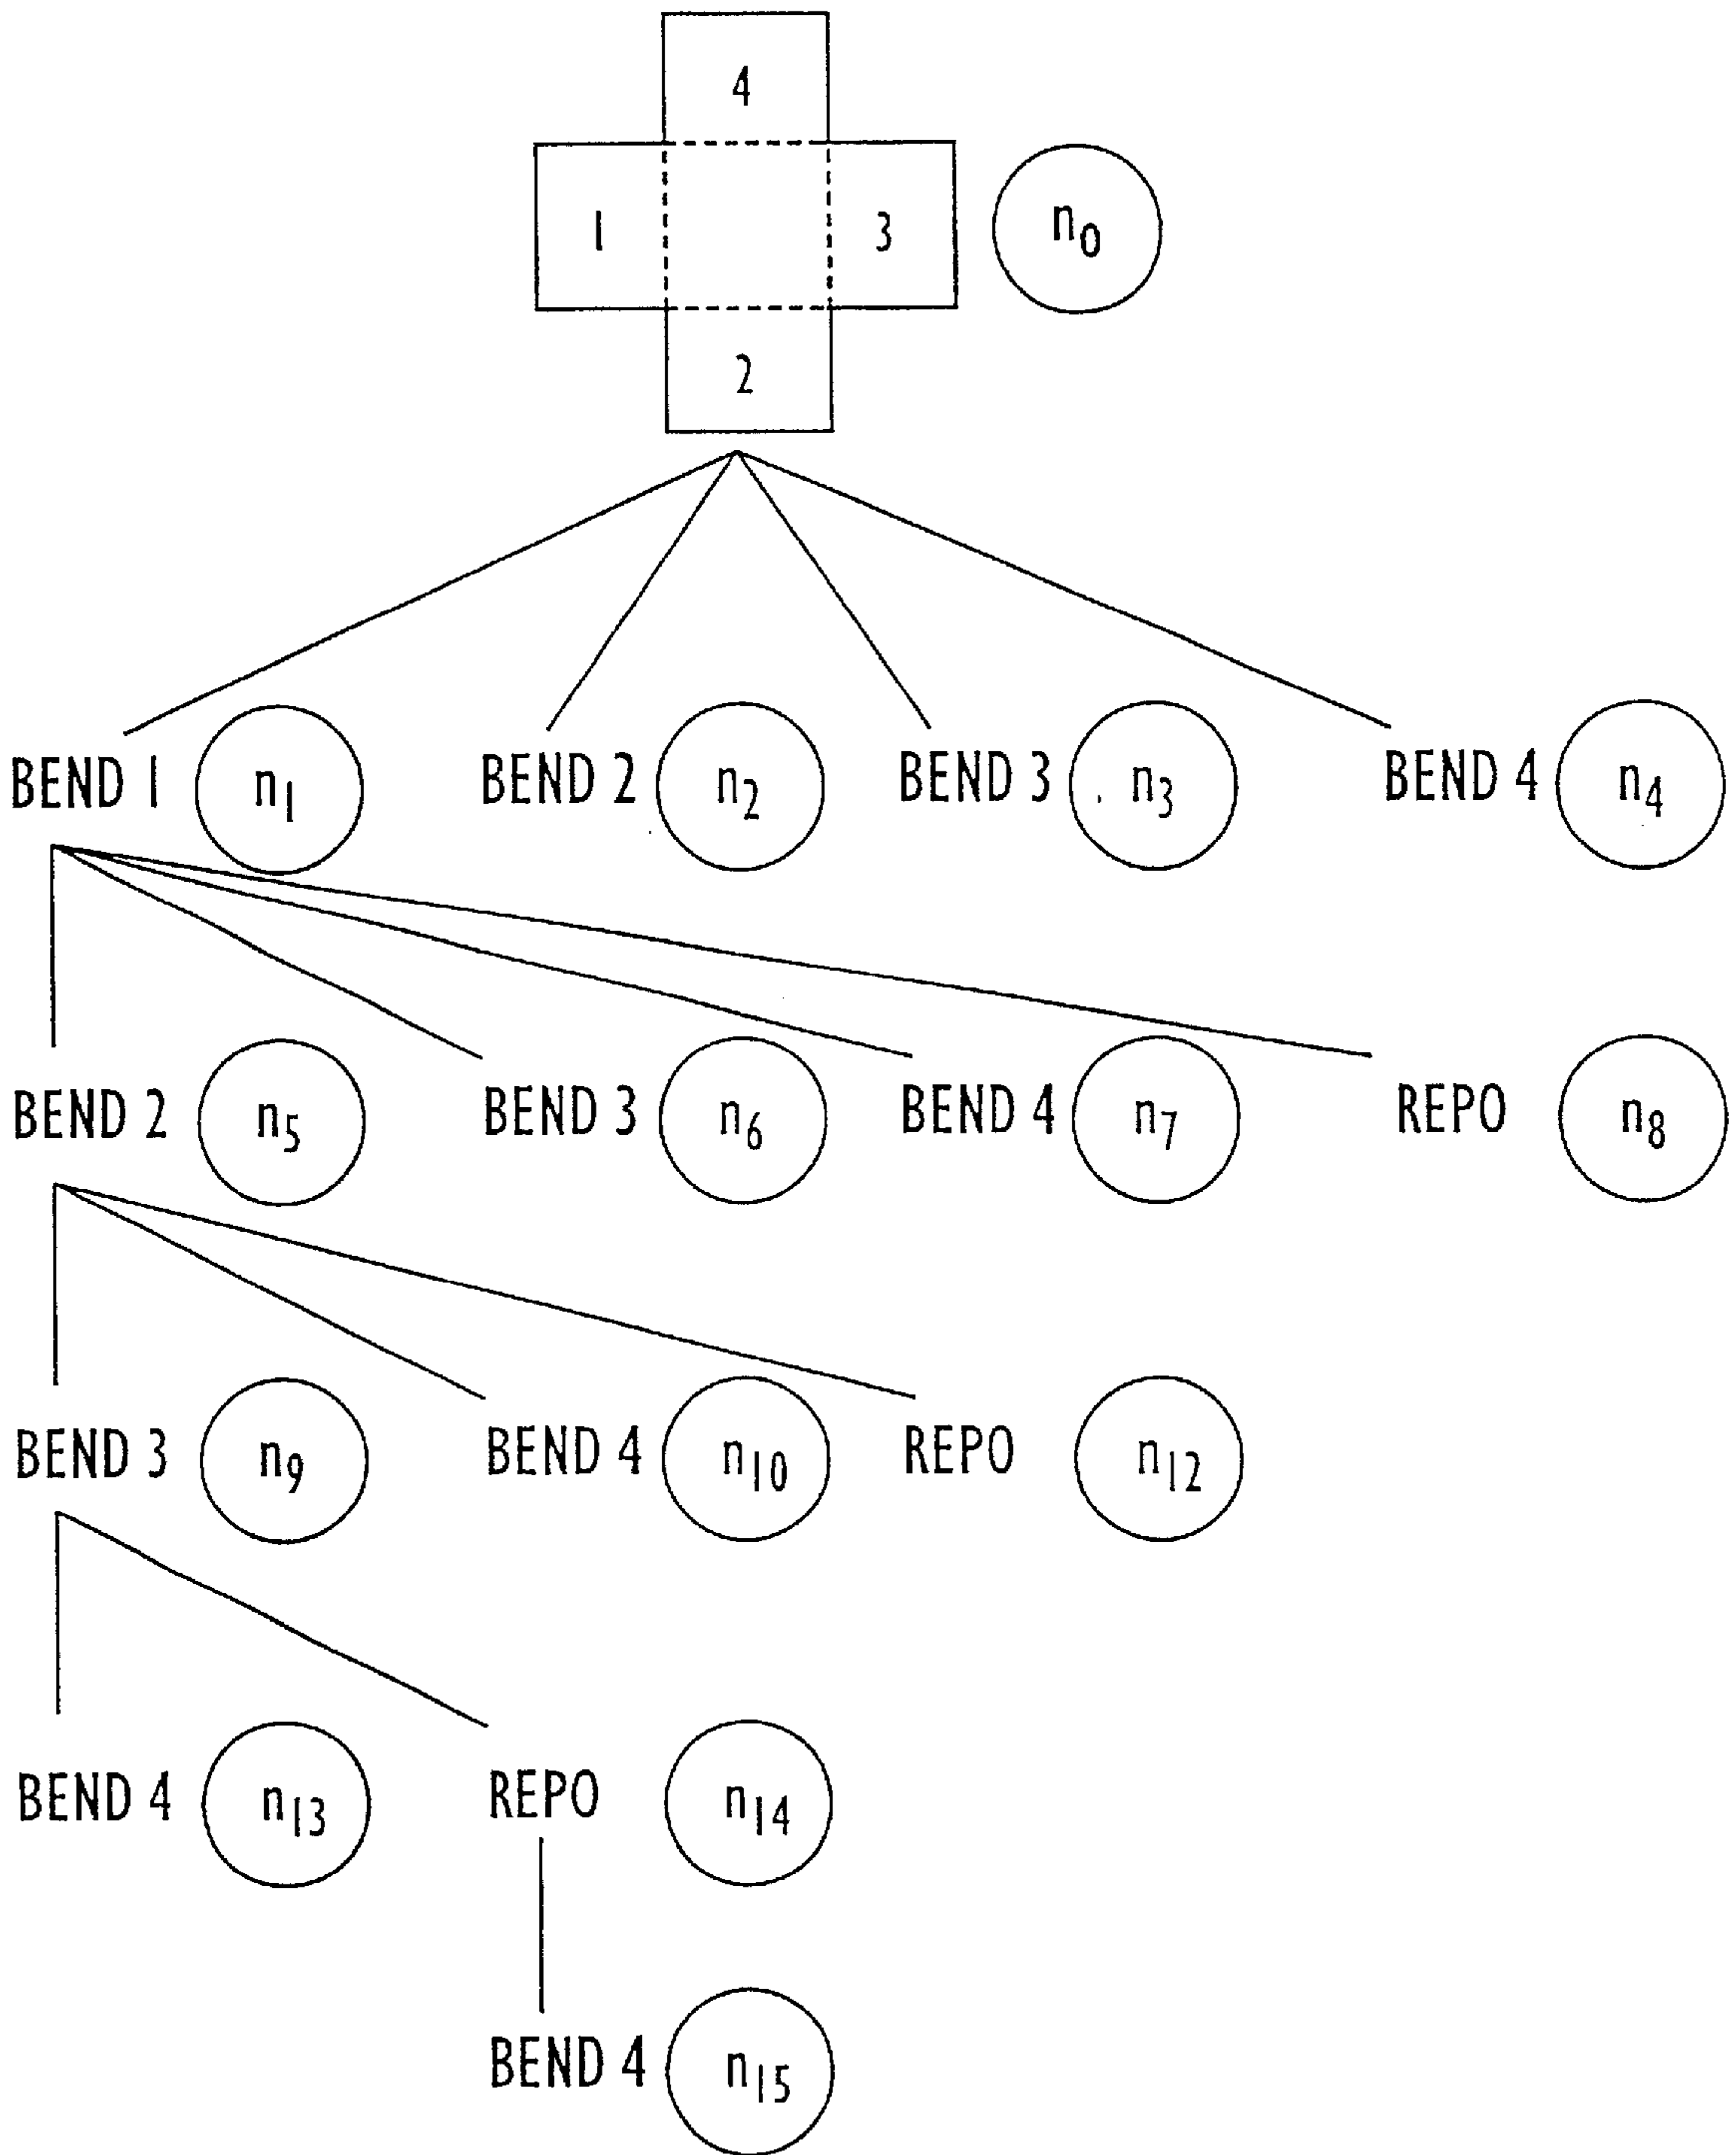 4
1 3 n0
2
BEND 1 n1 BEND 2 n2 BEND 3 n3 BEND 4 n4
BEND 2 n5 BEND 3 n6 BEND 4 n7 REPO n8
BEND 3 n9 BEND 4 n10 REPO n12
BEND 4 n13 REPO n14
BEND 4 n15